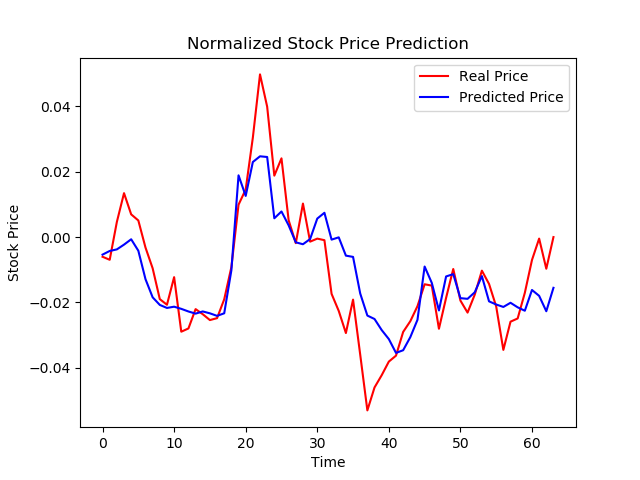 Normalized Stock Price Prediction
Real Price
Predicted Price
0.04
0.02
0.00
−0.02
−0.04
Stock Price
0 10 20 30 40 50 60
Time